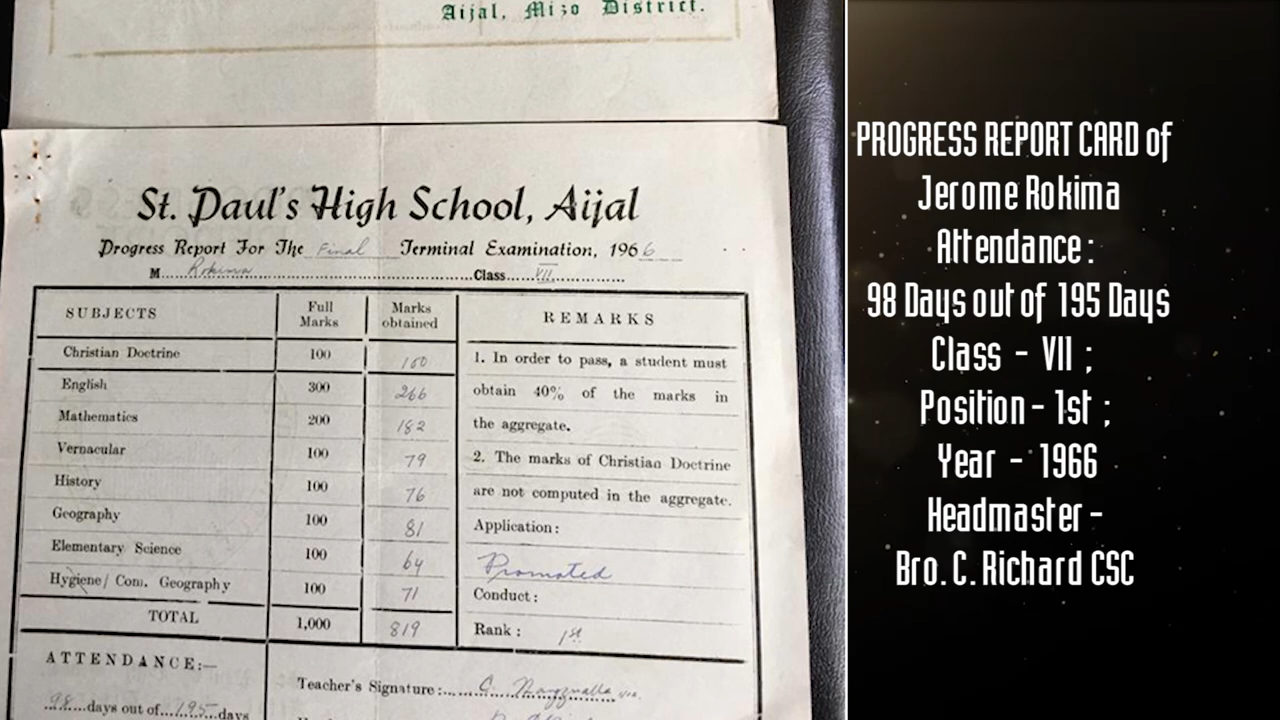 Aijal, Mizo District.
St. Paul's High School, Aijal
Progress Report For The Final Terminal Examination, 1966
M Rokima Class VII
SUBJECTS Full Marks Marks obtained
Christian Doctrine 100
English 300 266
Mathematics 200 182
Vernacular 100 79
History 100 76
Geography 100 81
Elementary Science 100 64
Hygiene/ Com. Geography 100 71
TOTAL 1,000 819
REMARKS
1. In order to pass, a student must
obtain 40% of the marks in
the aggregate.
2. The marks of Christian Doctrine
are not computed in the aggregate.
Application:
Promoted
Conduct:
Rank: 1st
ATTENDANCE:—
98 days out of 195 days
Teacher's Signature: C.
PROGRESS REPORT CARD of
Jerome Rokima
Attendance :
98 Days out of 195 Days
Class - VII ;
Position - 1st ;
Year - 1966
Headmaster -
Bro. C. Richard CSC